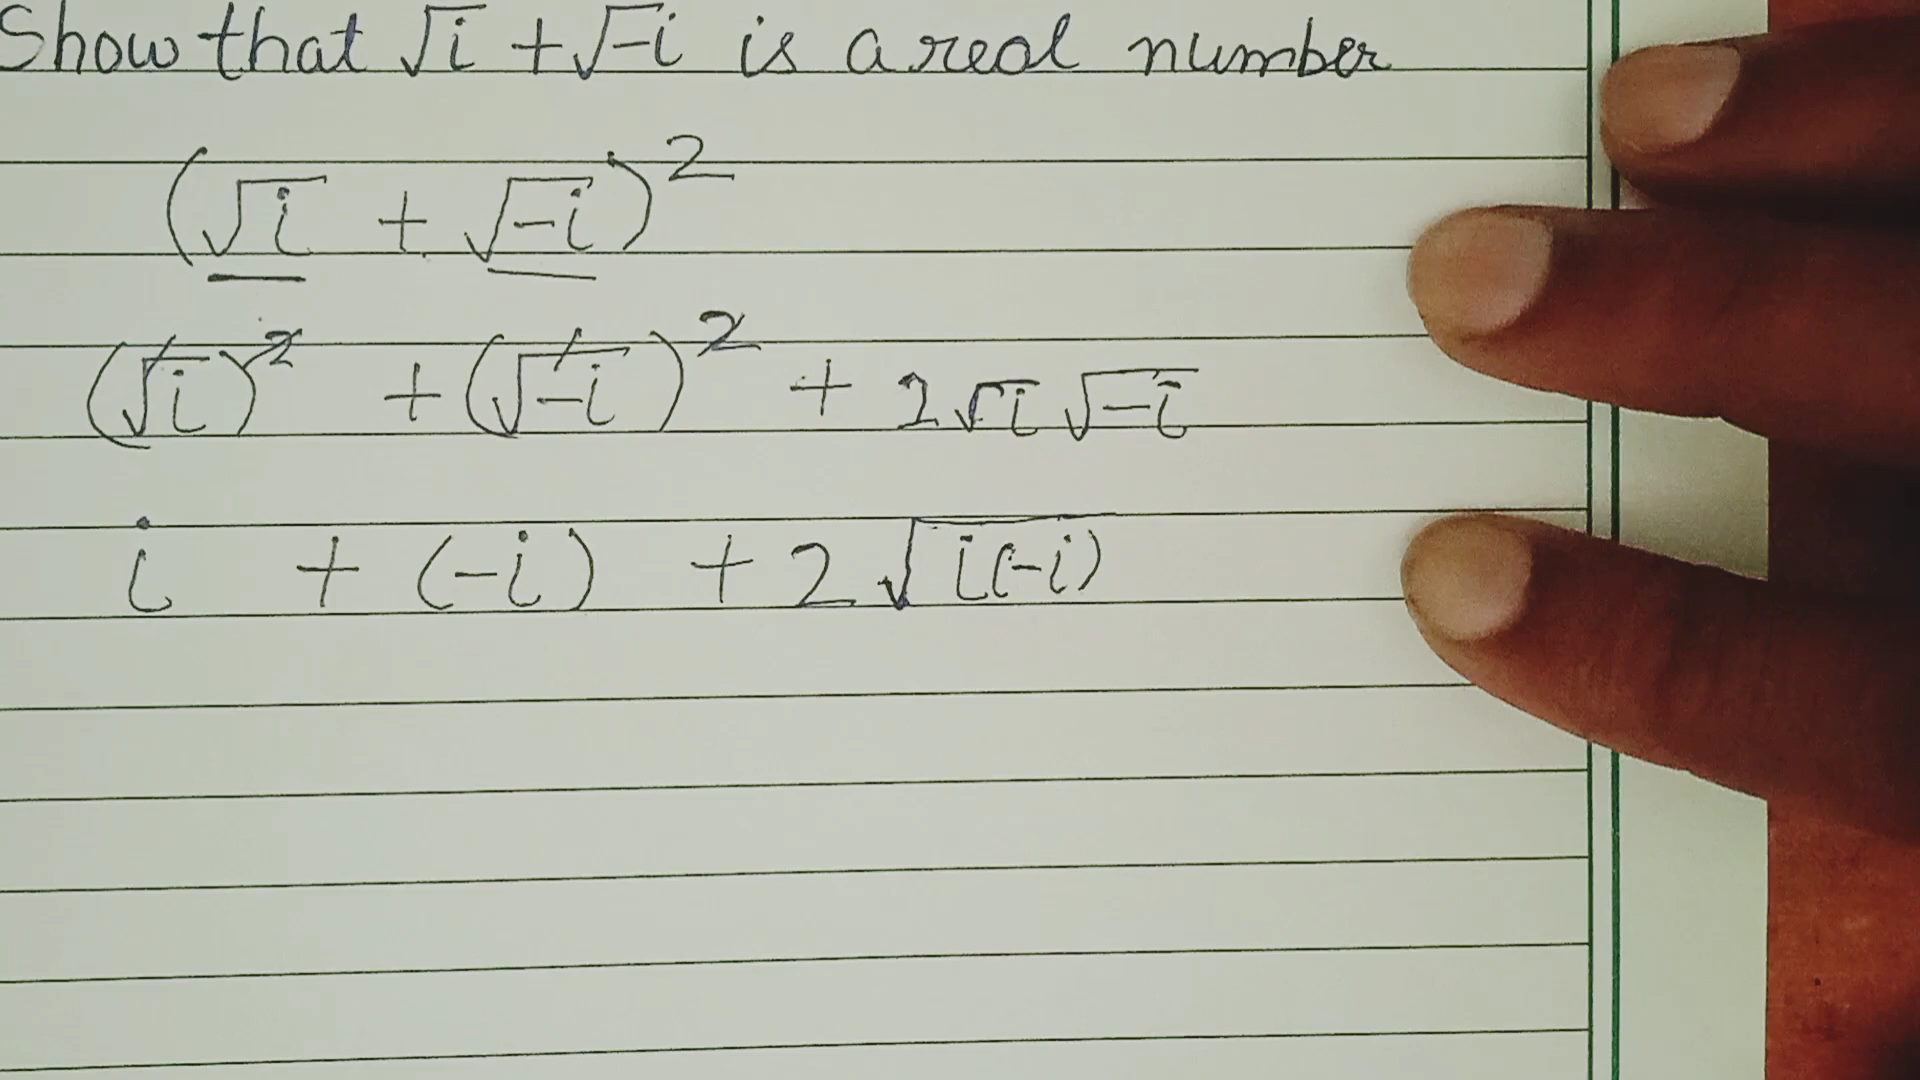 Show that √i + √-i is a real number
(√i + √-i)²
(√i)² + (√-i)² + 2√i √-i
i + (-i) + 2√i(-i)